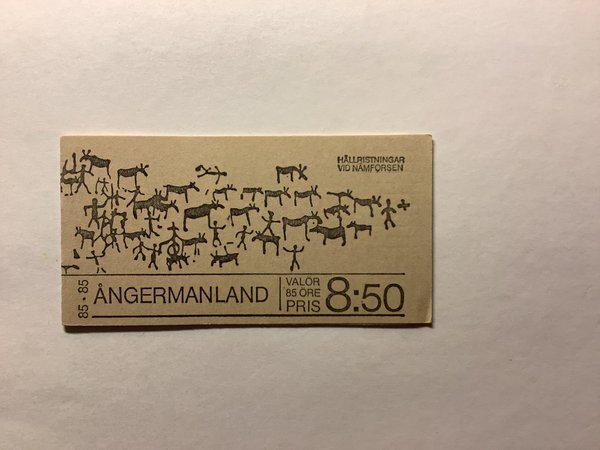 HÄLLRISTNINGAR
VID NÄMFORSEN
85 • 85
ÅNGERMANLAND
VALÖR
85 ÖRE
PRIS
8:50